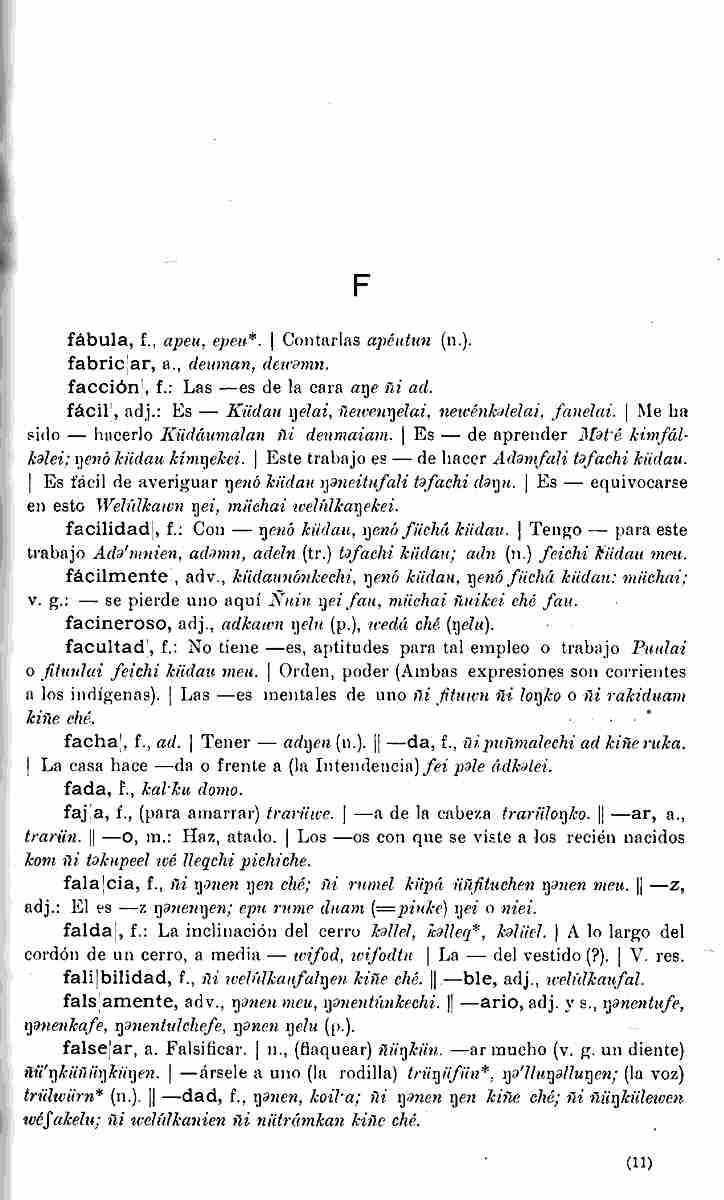 F
fábula, f., apeu, epeu*. | Contarlas apéutun (n.).
fabric|ar, a., deuman, dewəmn.
facción|, f.: Las —es de la cara aŋe ñi ad.
fácil|, adj.: Es — Küdau ŋelai, ñewenŋelai, newénkəlelai, fanelai. | Me ha
sido — hacerlo Küdáumalan ñi deumaiam. | Es — de aprender Mət·é kimfál-
kəlei; ŋenó küdau kímŋekei. | Este trabajo es — de hacer Adəmfali təfachi küdau.
| Es fácil de averiguar ŋenó küdau ŋəneitufali təfachi dəŋu. | Es — equivocarse
en esto Welúlkawn ŋei, müchai welúlkaŋekei.
facilidad|, f.: Con — ŋenó küdau, ŋenó füchá küdau. | Tengo — para este
trabajo Adə'mnien, adəmn, adeln (tr.) təfachi küdau; adn (n.) feichi küdau meu.
fácilmente, adv., küdaunónkechi, ŋenó küdau, ŋenó füchá küdau: müchai;
v. g.: — se pierde uno aquí Ñuin ŋei fau, müchai ñuikei ché fau.
facineroso, adj., adkawn ŋelu (p.), wedá ché (ŋelu).
facultad|, f.: No tiene —es, aptitudes para tal empleo o trabajo Puulai
o fituulai feichi küdau meu. | Orden, poder (Ambas expresiones son corrientes
a los indígenas). | Las —es mentales de uno ñi fituwn ñi loŋko o ñi rakiduam
kiñe ché.
facha|, f., ad. | Tener — adŋen (n.). || —da, f., ñi puñmalechi ad kiñe ruka.
| La casa hace —da o frente a (la Intendencia) fei pəle ádkəlei.
fada, f., kal·ku domo.
faj|a, f., (para amarrar) trarüwe. | —a de la cabeza trarüloŋko. || —ar, a.,
trarün. || —o, m.: Haz, atado. | Los —os con que se viste a los recién nacidos
kom ñi təkupeel wé lleqchi pichiche.
fala|cia, f., ñi ŋənen ŋen ché; ñi rumel küpá üñfituchen ŋənen meu. || —z,
adj.: El es —z ŋənenŋen; epu rume duam (=piuke) ŋei o niei.
falda|, f.: La inclinación del cerro kəllel, kəlleq*, kəlüel. | A lo largo del
cordón de un cerro, a media — wifod, wifodtu | La — del vestido (?). | V. res.
fali|bilidad, f., ñi welúlkaufalŋen kiñe ché. || —ble, adj., welúlkaufal.
fals|amente, adv., ŋənen meu, ŋənentúnkechi. || —ario, adj. y s., ŋənentufe,
ŋənenkafe, ŋənentulchefe, ŋənen ŋelu (p.).
false|ar, a. Falsificar. | n., (flaquear) ñüŋkün. —ar mucho (v. g. un diente)
ñü'ŋküñüŋküŋen. | —ársele a uno (la rodilla) trüŋüfün*, ŋə'lluŋəlluŋen; (la voz)
trülwürn* (n.). || —dad, f., ŋənen, koil·a; ñi ŋənen ŋen kiñe ché; ñi ñüŋkülewen
wéʃakelu; ñi welúlkanien ñi nütrámkan kiñe ché.
(11)